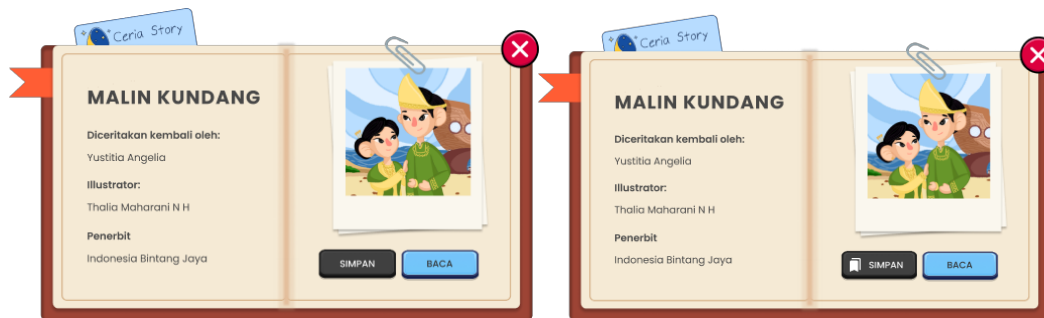 Ceria Story
MALIN KUNDANG
Diceritakan kembali oleh:
Yustitia Angelia
Illustrator:
Thalia Maharani N H
Penerbit
Indonesia Bintang Jaya
SIMPAN
BACA
Ceria Story
MALIN KUNDANG
Diceritakan kembali oleh:
Yustitia Angelia
Illustrator:
Thalia Maharani N H
Penerbit
Indonesia Bintang Jaya
SIMPAN
BACA